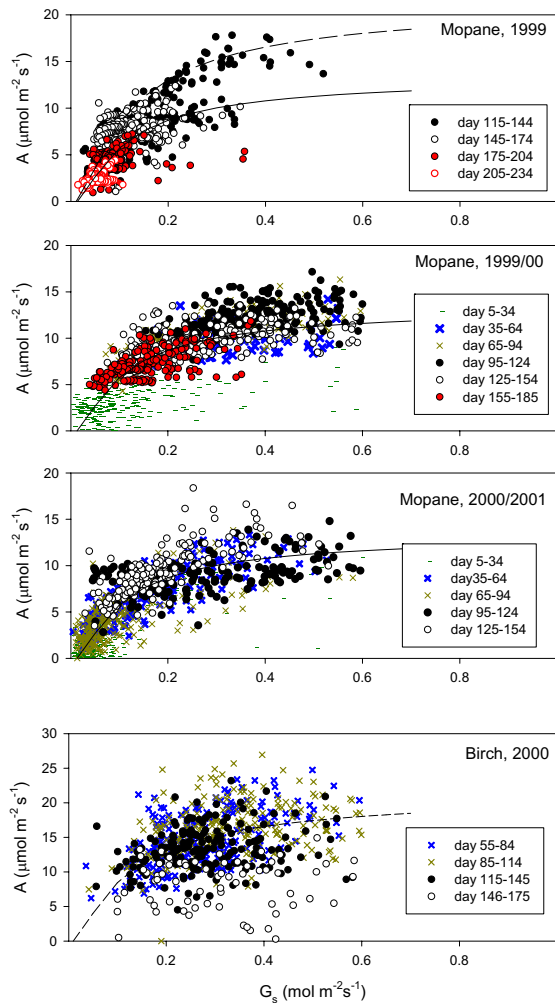 Mopane, 1999
20
15
10
5
0
A (μmol m⁻² s⁻¹)
day 115-144
day 145-174
day 175-204
day 205-234
0.2 0.4 0.6 0.8
Mopane, 1999/00
20
15
10
5
0
A (μmol m⁻² s⁻¹)
day 5-34
day 35-64
day 65-94
day 95-124
day 125-154
day 155-185
0.2 0.4 0.6 0.8
Mopane, 2000/2001
20
15
10
5
0
A (μmol m⁻² s⁻¹)
day 5-34
day35-64
day 65-94
day 95-124
day 125-154
0.2 0.4 0.6 0.8
Birch, 2000
30
25
20
15
10
5
0
A (μmol m⁻² s⁻¹)
day 55-84
day 85-114
day 115-145
day 146-175
0.2 0.4 0.6 0.8
Gₛ (mol m⁻²s⁻¹)